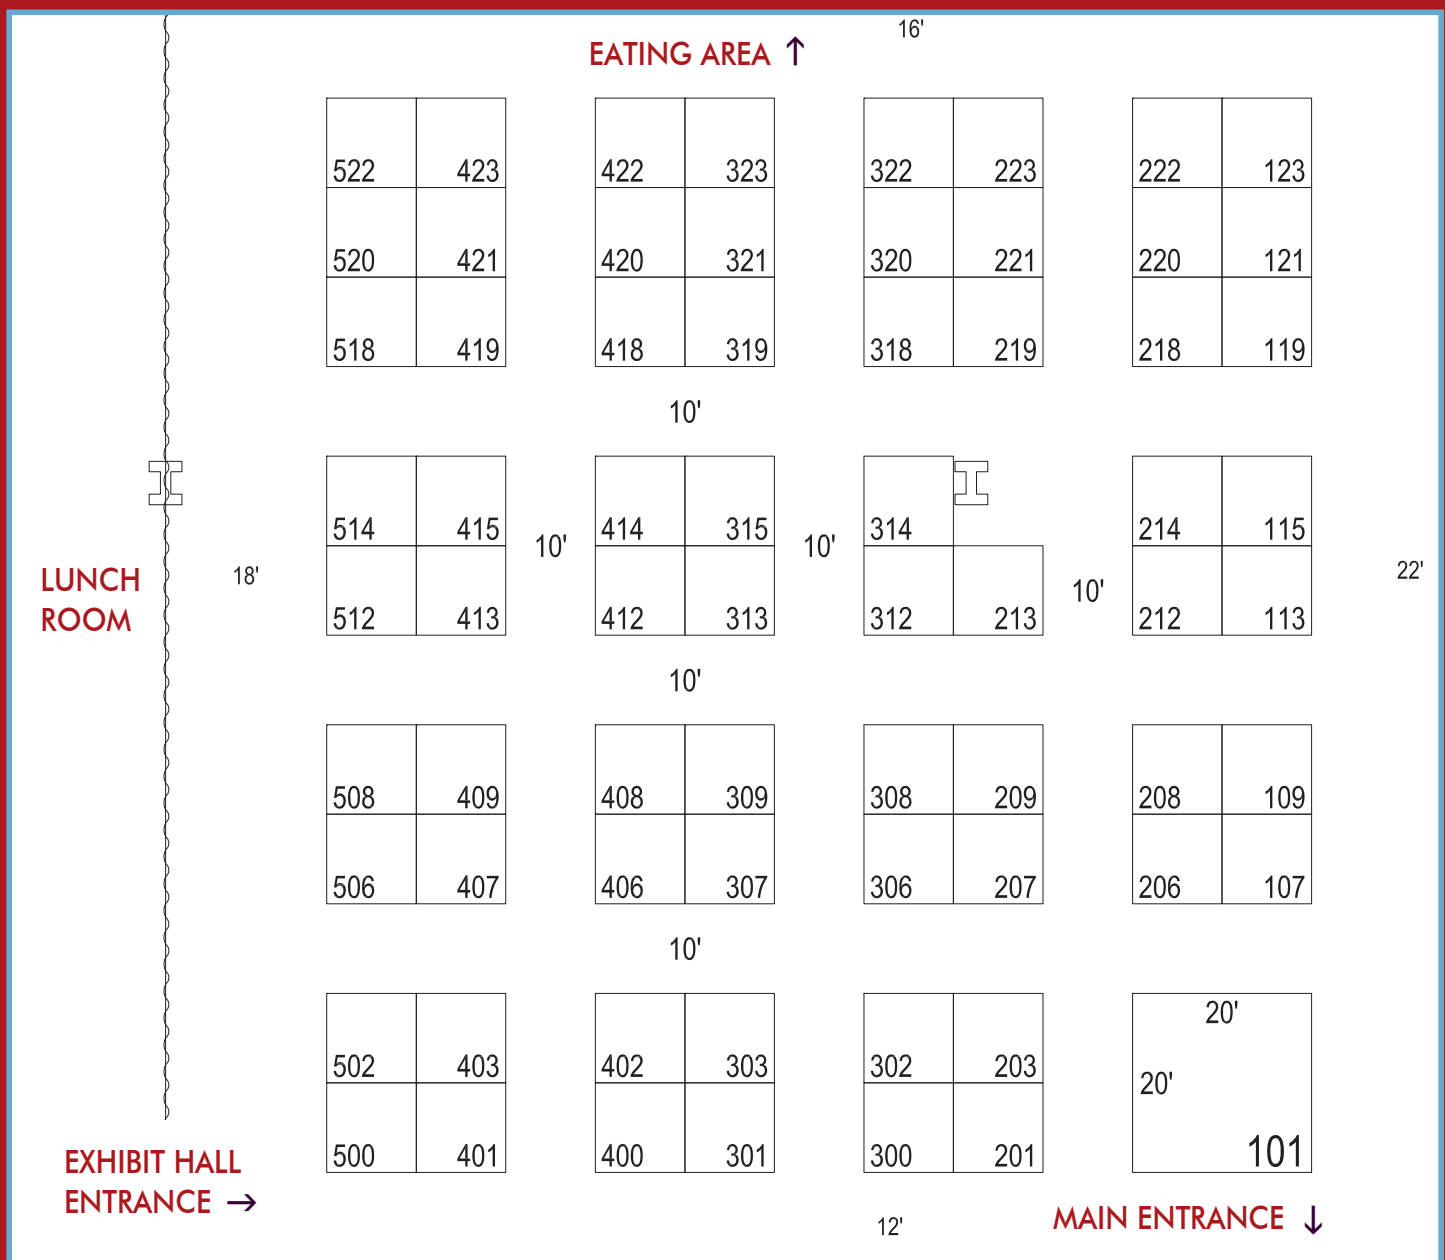 16'
EATING AREA ↑
522 423 422 323 322 223 222 123
520 421 420 321 320 221 220 121
518 419 418 319 318 219 218 119
10'
514 415 10' 414 315 10' 314 214 115
LUNCH
ROOM
18'
22'
10'
512 413 412 313 312 213 212 113
10'
508 409 408 309 308 209 208 109
506 407 406 307 306 207 206 107
10'
20'
502 403 402 303 302 203 20'
500 401 400 301 300 201 101
EXHIBIT HALL
ENTRANCE →
12'
MAIN ENTRANCE ↓